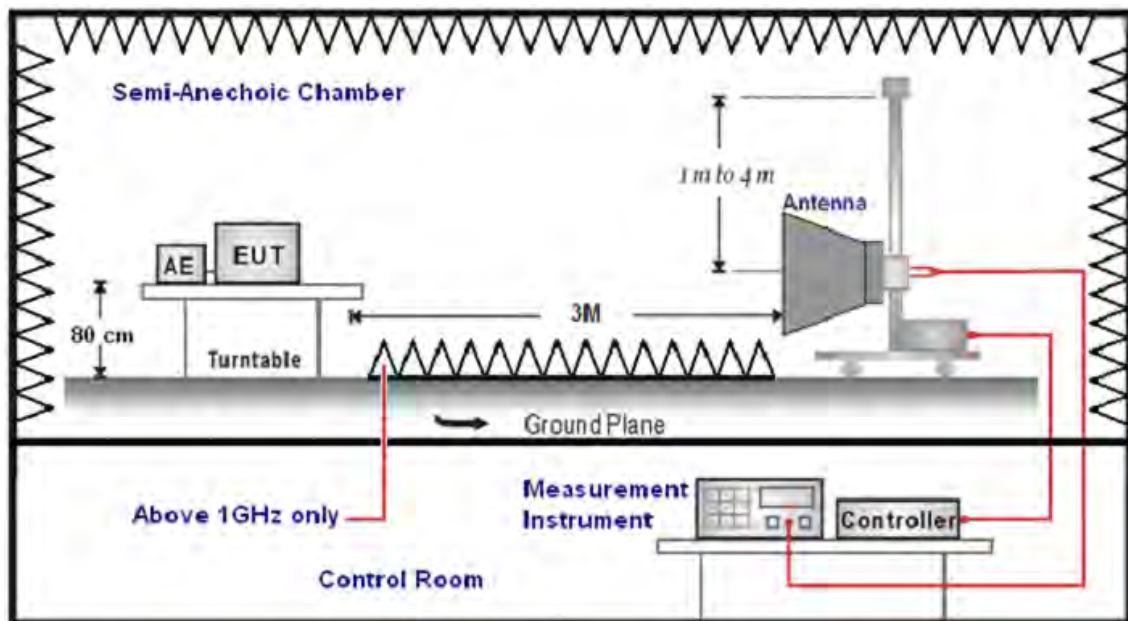 Semi-Anechoic Chamber
1 m to 4 m
Antenna
AE
EUT
3M
80 cm
Turntable
Ground Plane
Measurement
Instrument
Above 1GHz only
Controller
Control Room